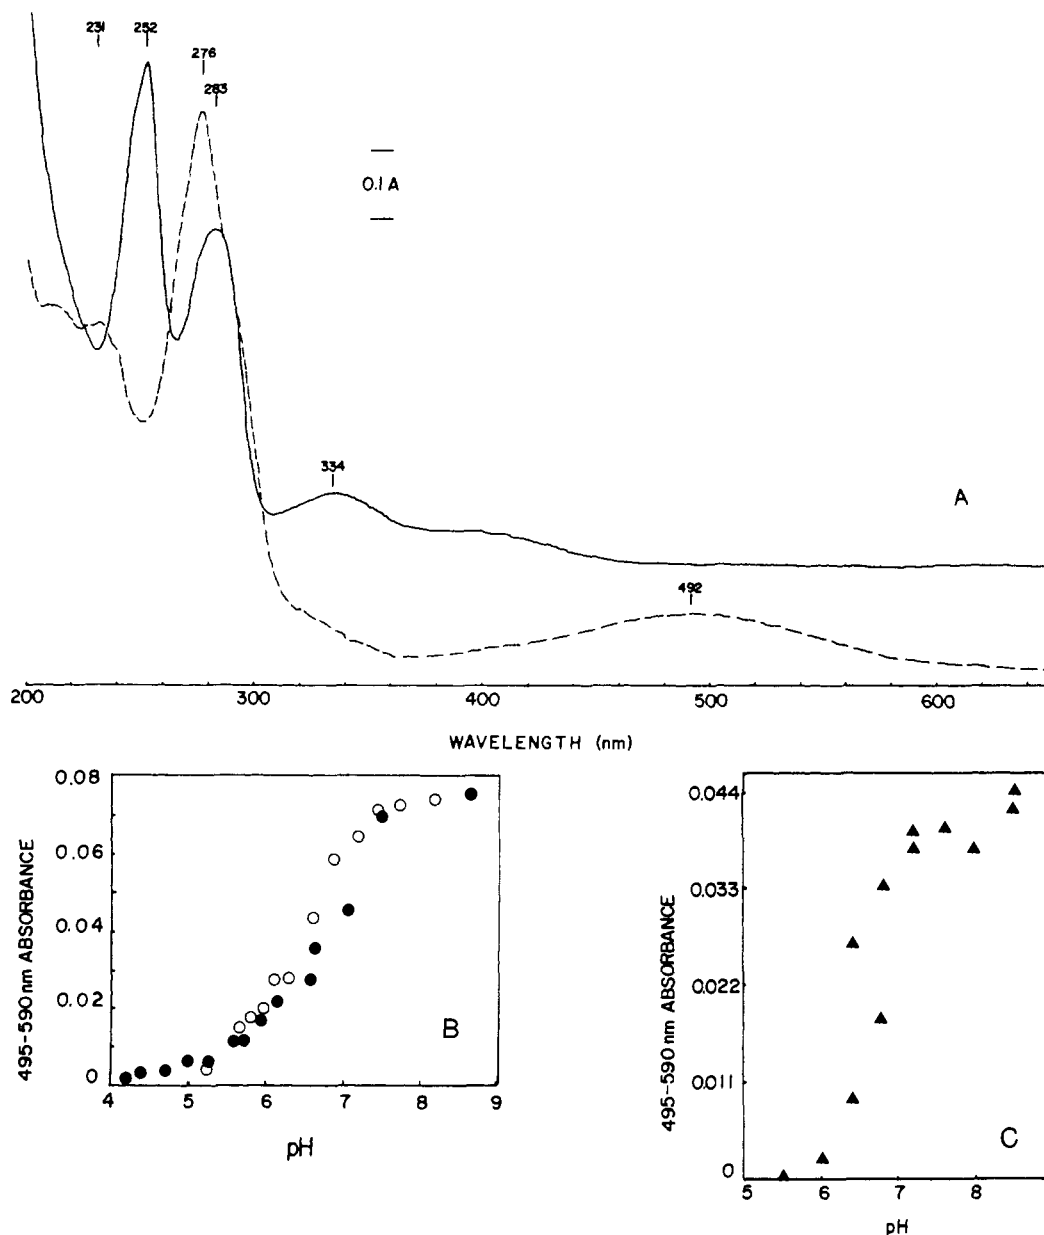 231 252
276
283
0.1 A
334
A
492
200 300 400 500 600
WAVELENGTH (nm)
0.08
0.06
0.04
0.02
0
495-590 nm ABSORBANCE
B
4 5 6 7 8 9
pH
0.044
0.033
0.022
0.011
0
495-590 nm ABSORBANCE
C
5 6 7 8
pH